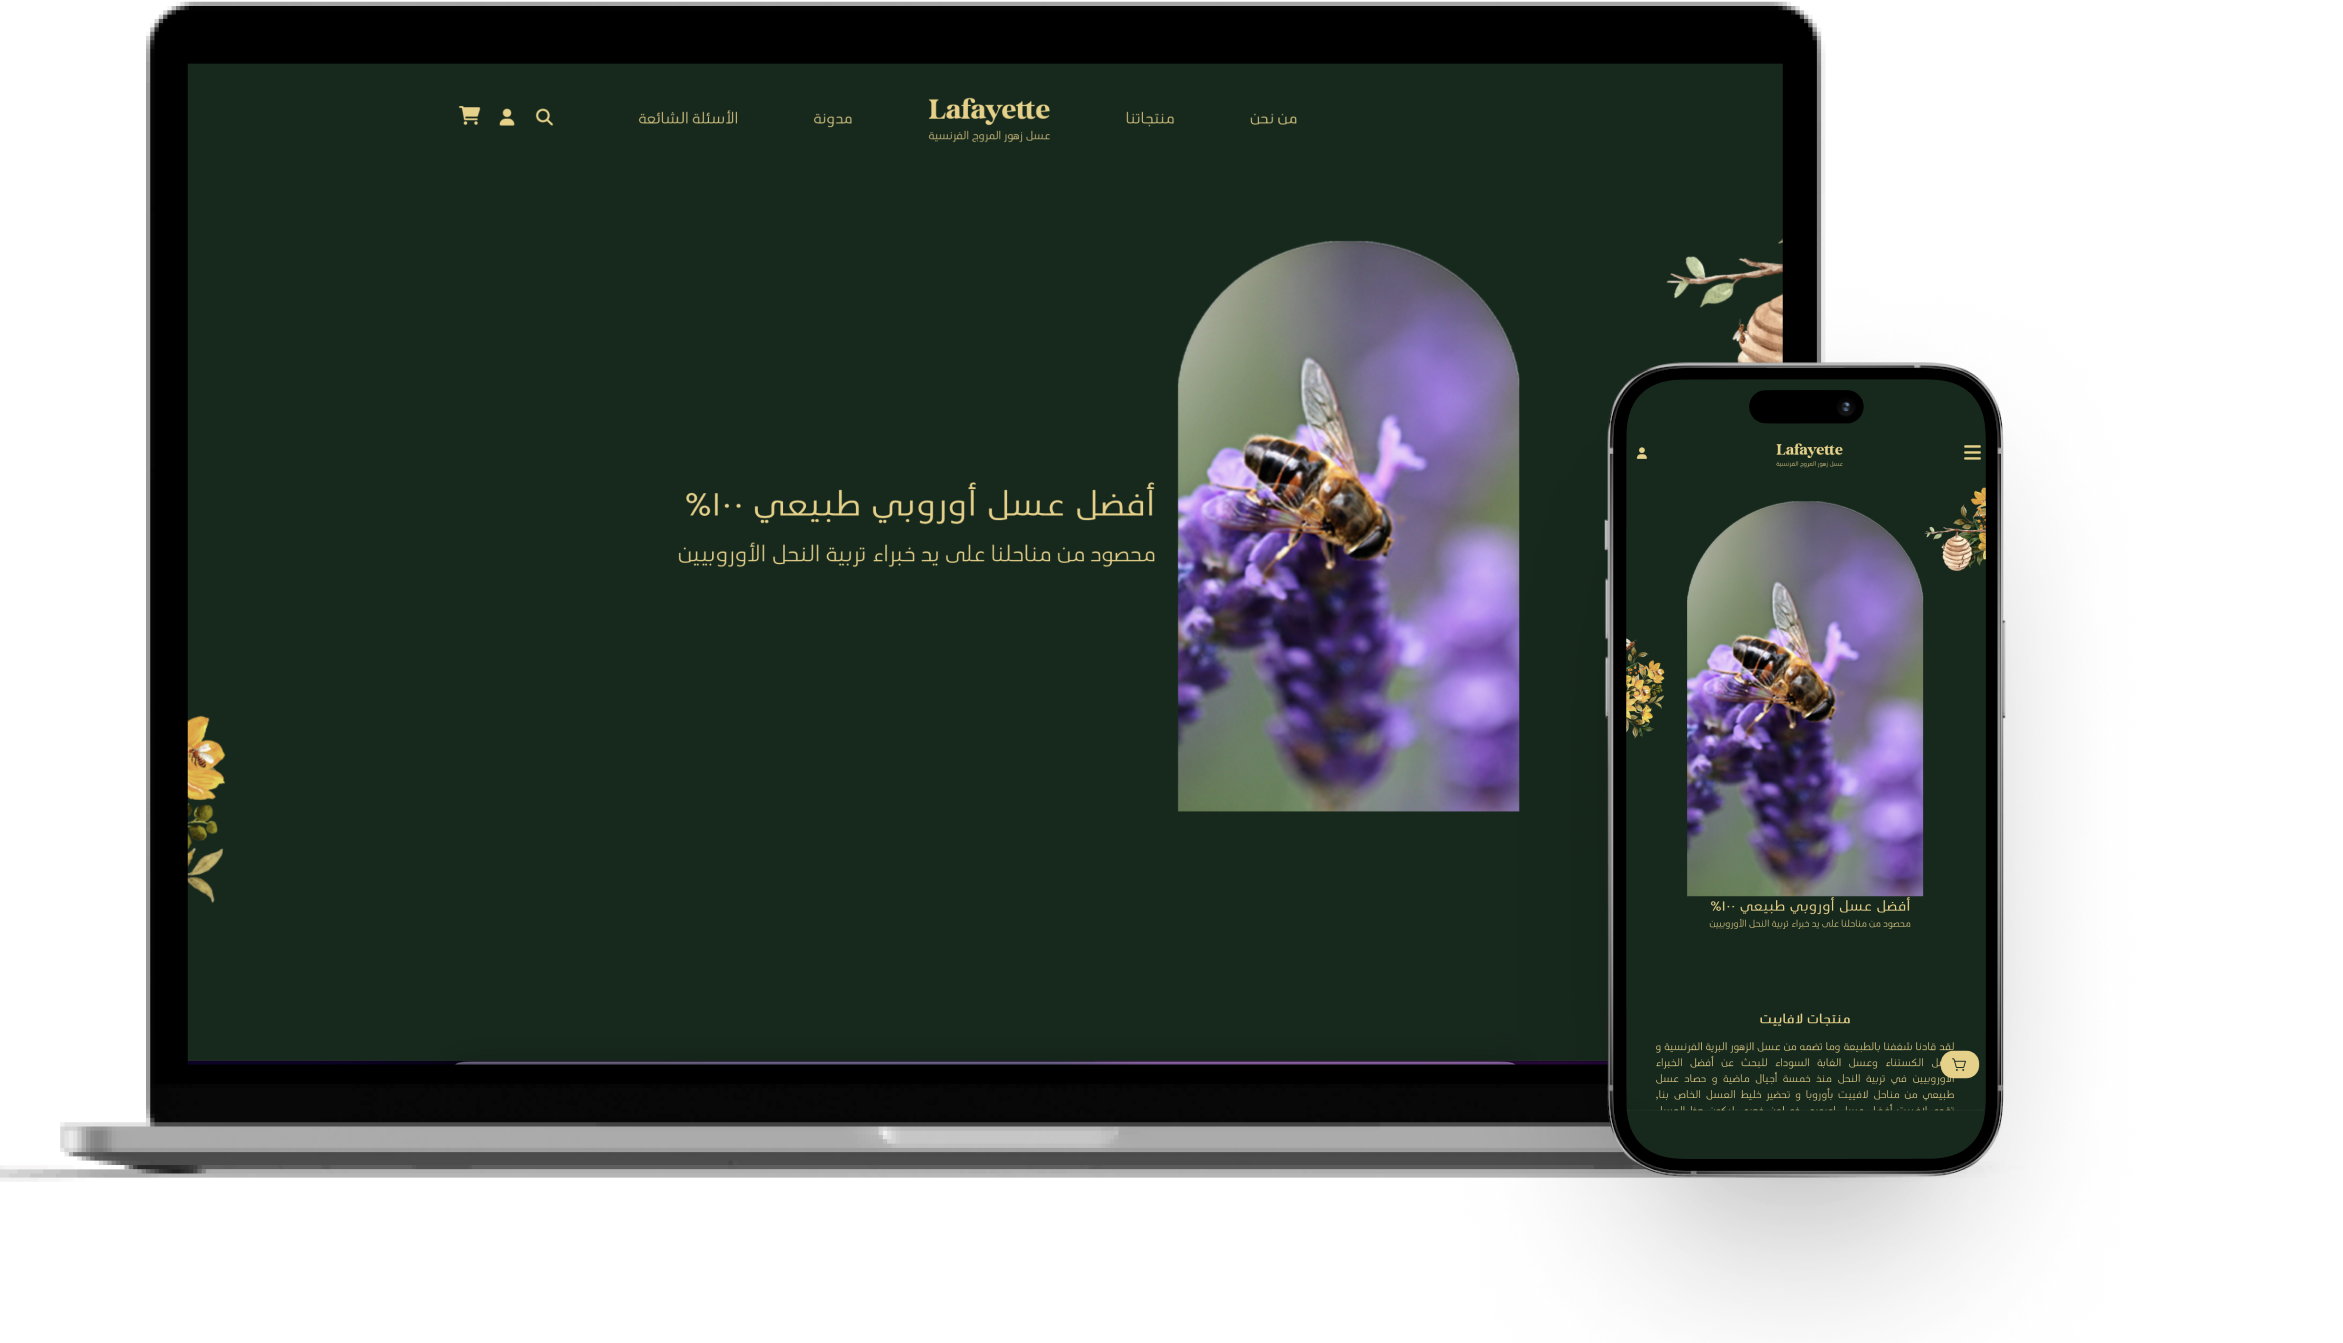 من نحن
منتجاتنا
Lafayette
عسل زهور المروج الفرنسية
مدونة
الأسئلة الشائعة
أفضل عسل أوروبي طبيعي ١٠٠%
محصود من مناحلنا على يد خبراء تربية النحل الأوروبيين
Lafayette
عسل زهور المروج الفرنسية
أفضل عسل أوروبي طبيعي ١٠٠%
محصود من مناحلنا على يد خبراء تربية النحل الأوروبيين
منتجات لافاييت
لقد قادنا شغفنا بالطبيعة وما تضمه من عسل الزهور البرية الفرنسية و
الكستناء وعسل الغابة السوداء للبحث عن أفضل الخبراء
الأوروبيين في تربية النحل منذ خمسة أجيال ماضية و حصاد عسل
طبيعي من مناحل لافييت بأوروبا و تحضير خليط العسل الخاص بنا,